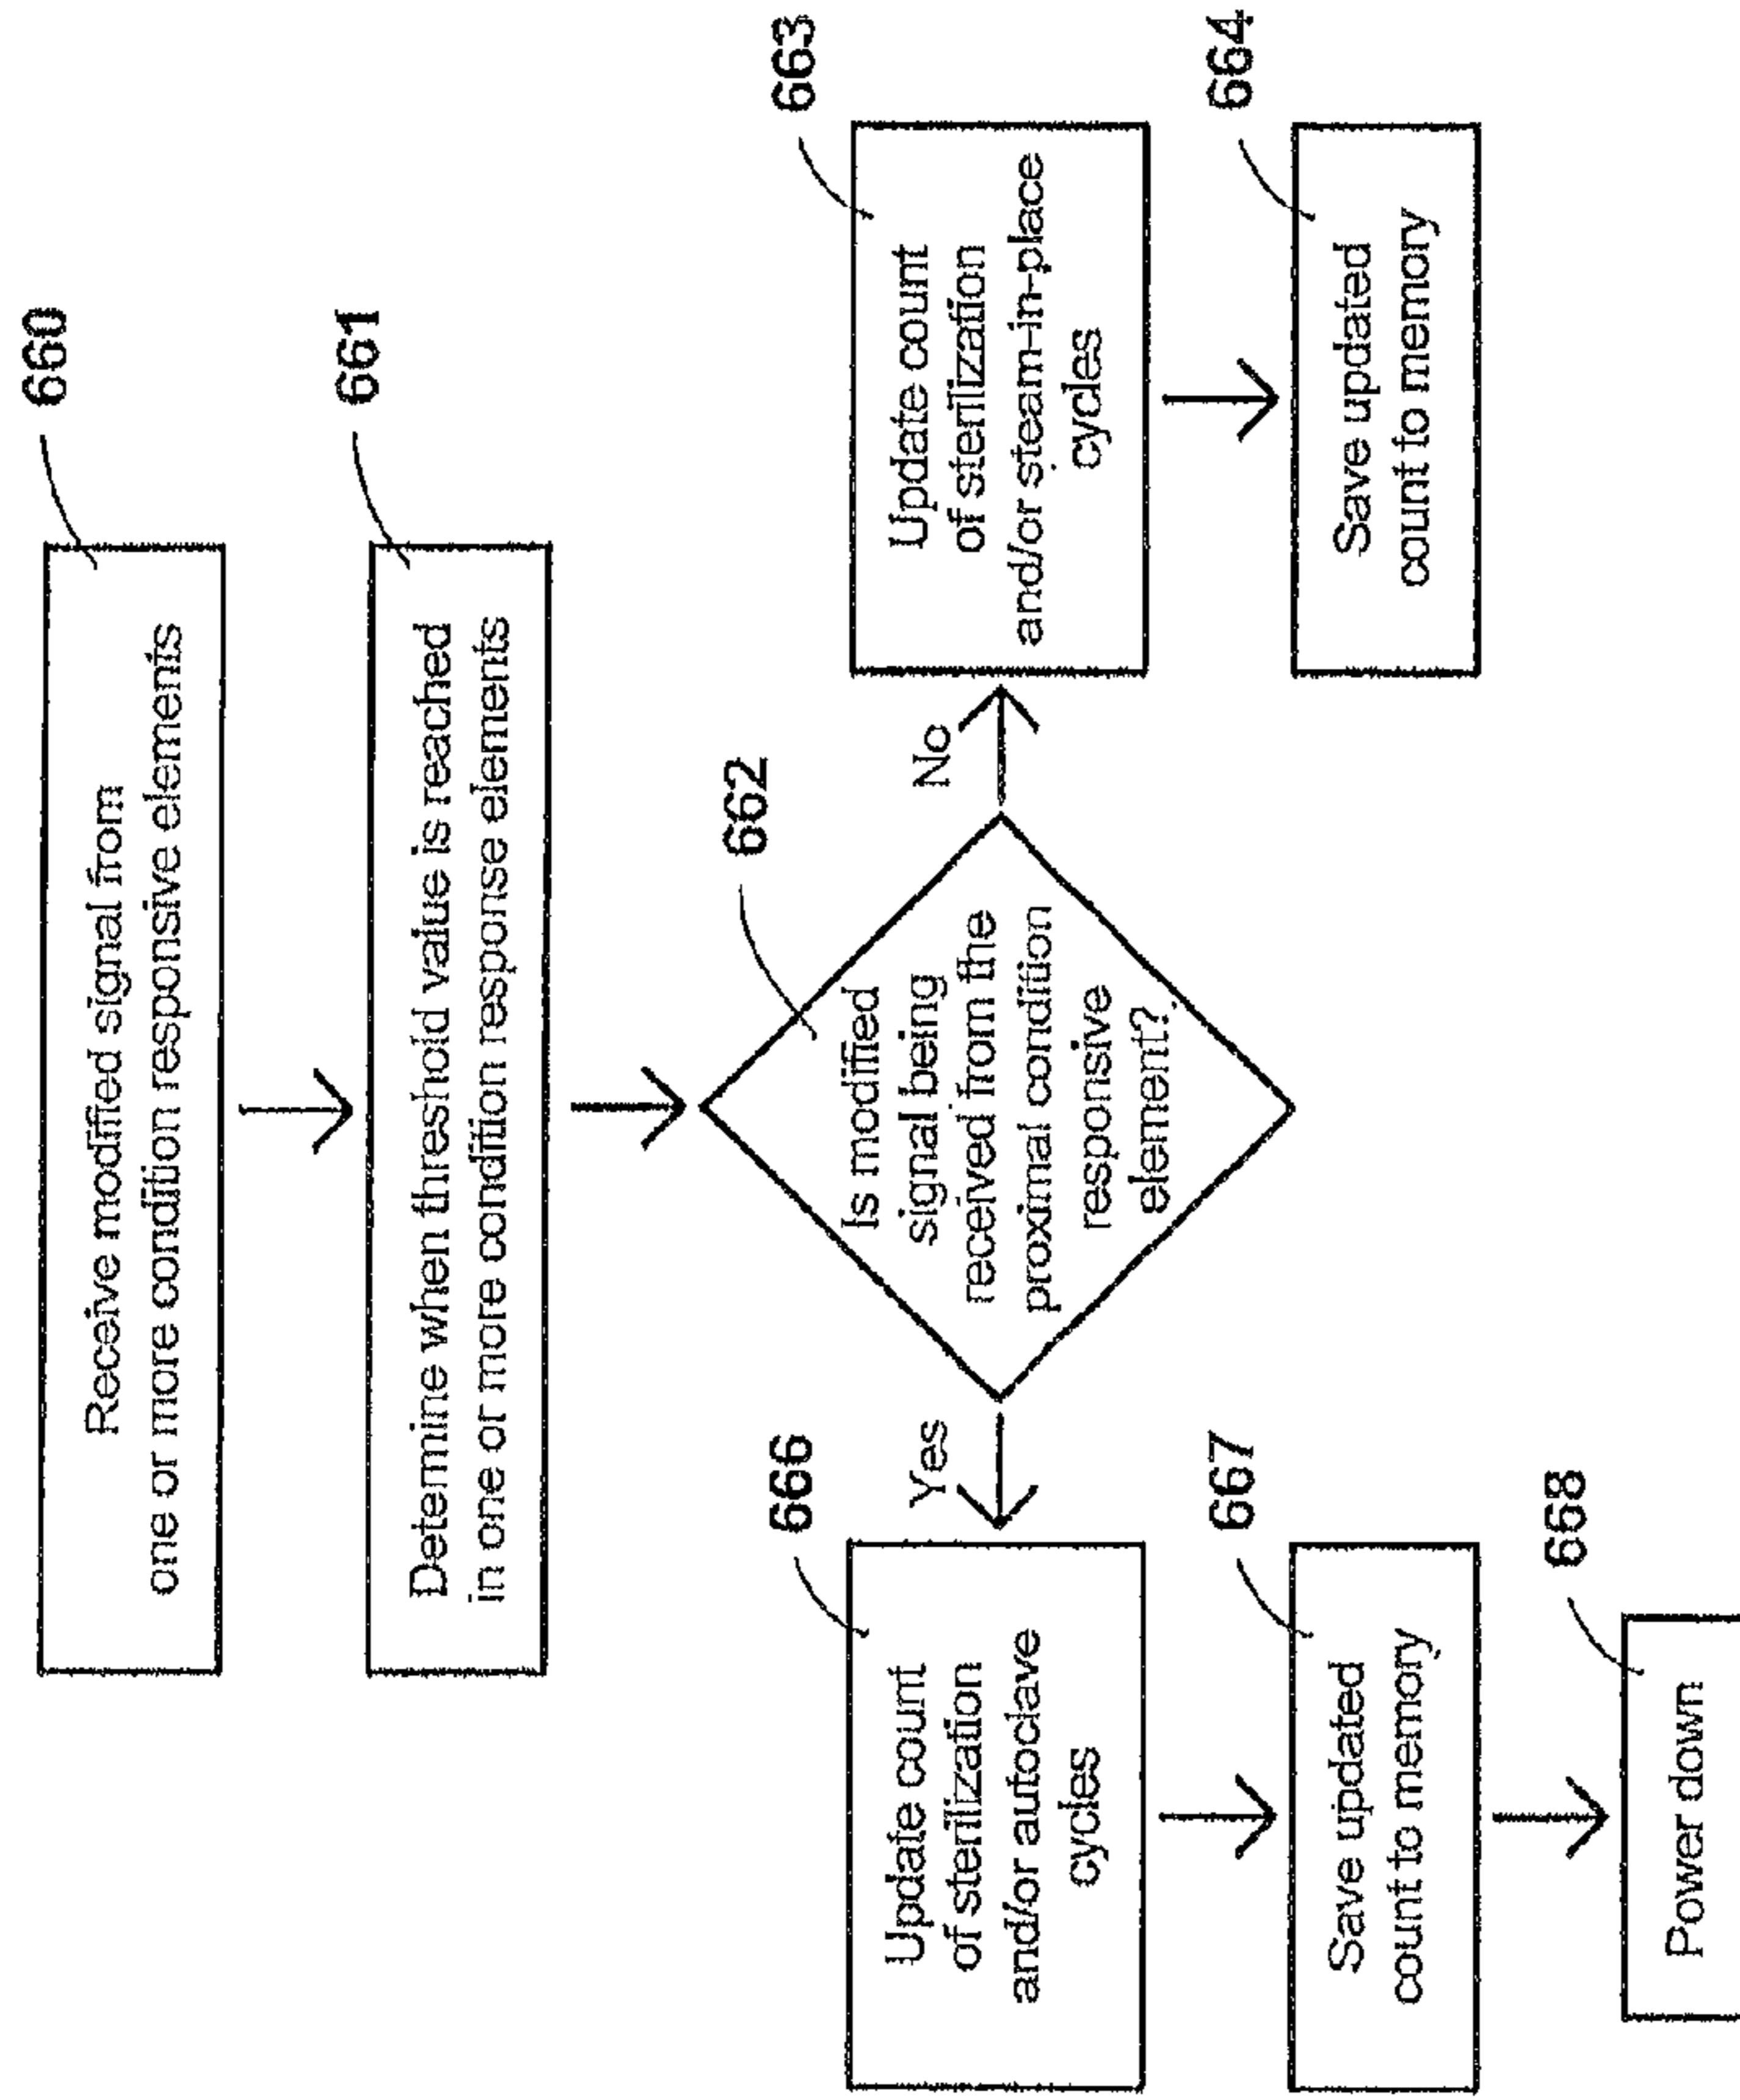 660
Receive modified signal from
one or more condition responsive elements
661
Determine when threshold value is reached
in one or more condition response elements
662
Is modified
signal being
received from the
proximal condition
responsive
element?
Yes
No
666
Update count
of sterilization
and/or autoclave
cycles
663
Update count
of sterilization
and/or steam-in-place
cycles
667
Save updated
count to memory
664
Save updated
count to memory
668
Power down